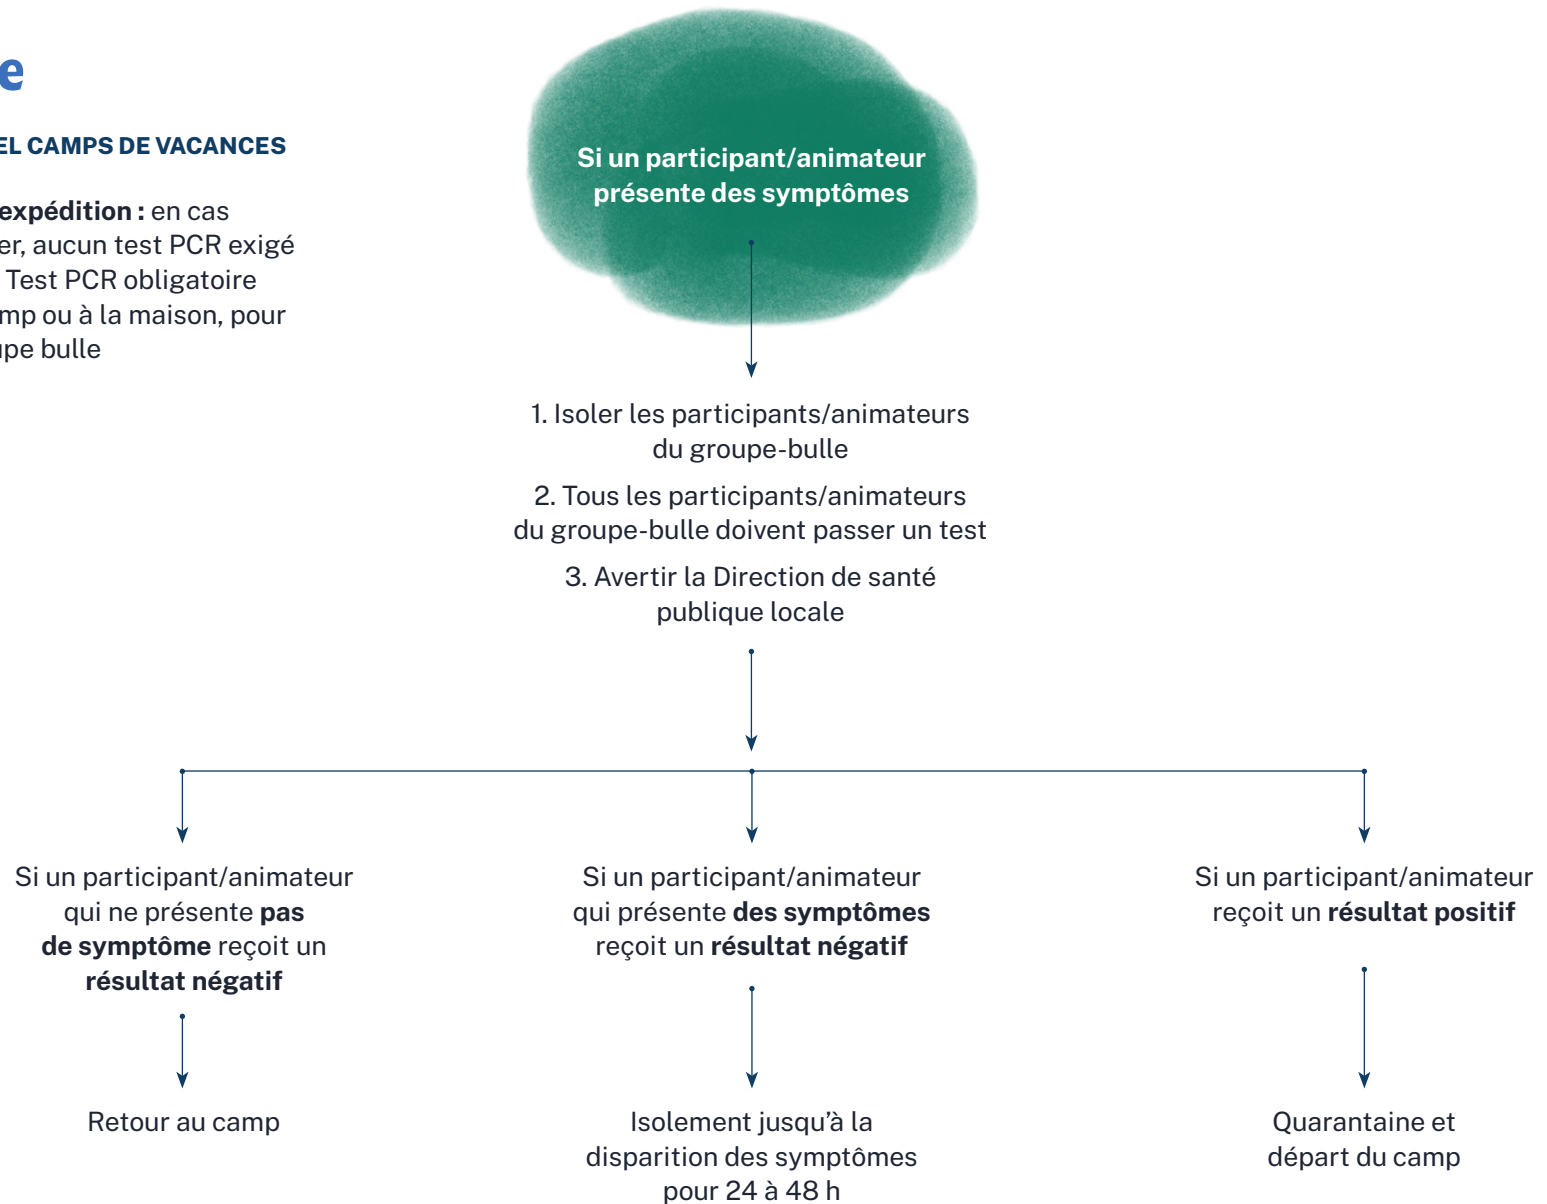 e
EL CAMPS DE VACANCES
expédition : en cas
er, aucun test PCR exigé
Test PCR obligatoire
mp ou à la maison, pour
pe bulle
Si un participant/animateur
présente des symptômes
1. Isoler les participants/animateurs
du groupe-bulle
2. Tous les participants/animateurs
du groupe-bulle doivent passer un test
3. Avertir la Direction de santé
publique locale
Si un participant/animateur
qui ne présente pas
de symptôme reçoit un
résultat négatif
Si un participant/animateur
qui présente des symptômes
reçoit un résultat négatif
Si un participant/animateur
reçoit un résultat positif
Retour au camp
Isolement jusqu’à la
disparition des symptômes
pour 24 à 48 h
Quarantaine et
départ du camp